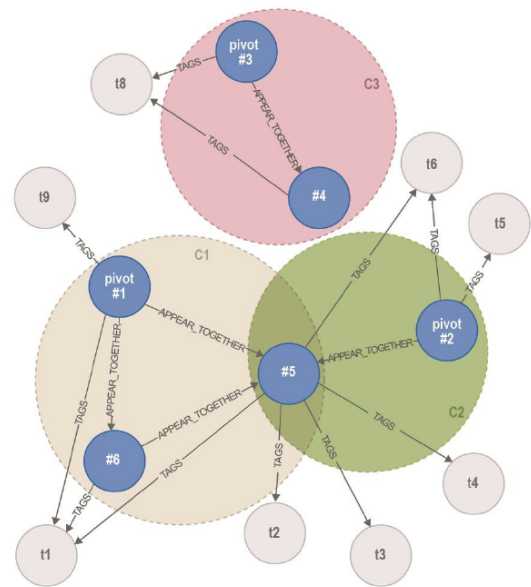 pivot
#3
C3
t8
TAGS
APPEAR_TOGETHER
TAGS
#4
t6
t9
t5
TAGS
C1
TAGS
TAGS
TAGS
pivot
#1
APPEAR_TOGETHER
pivot
#2
APPEAR_TOGETHER
#5
APPEAR_TOGETHER
APPEAR_TOGETHER
TAGS
C2
TAGS
#6
TAGS
TAGS
TAGS
TAGS
t4
t1
t2
t3